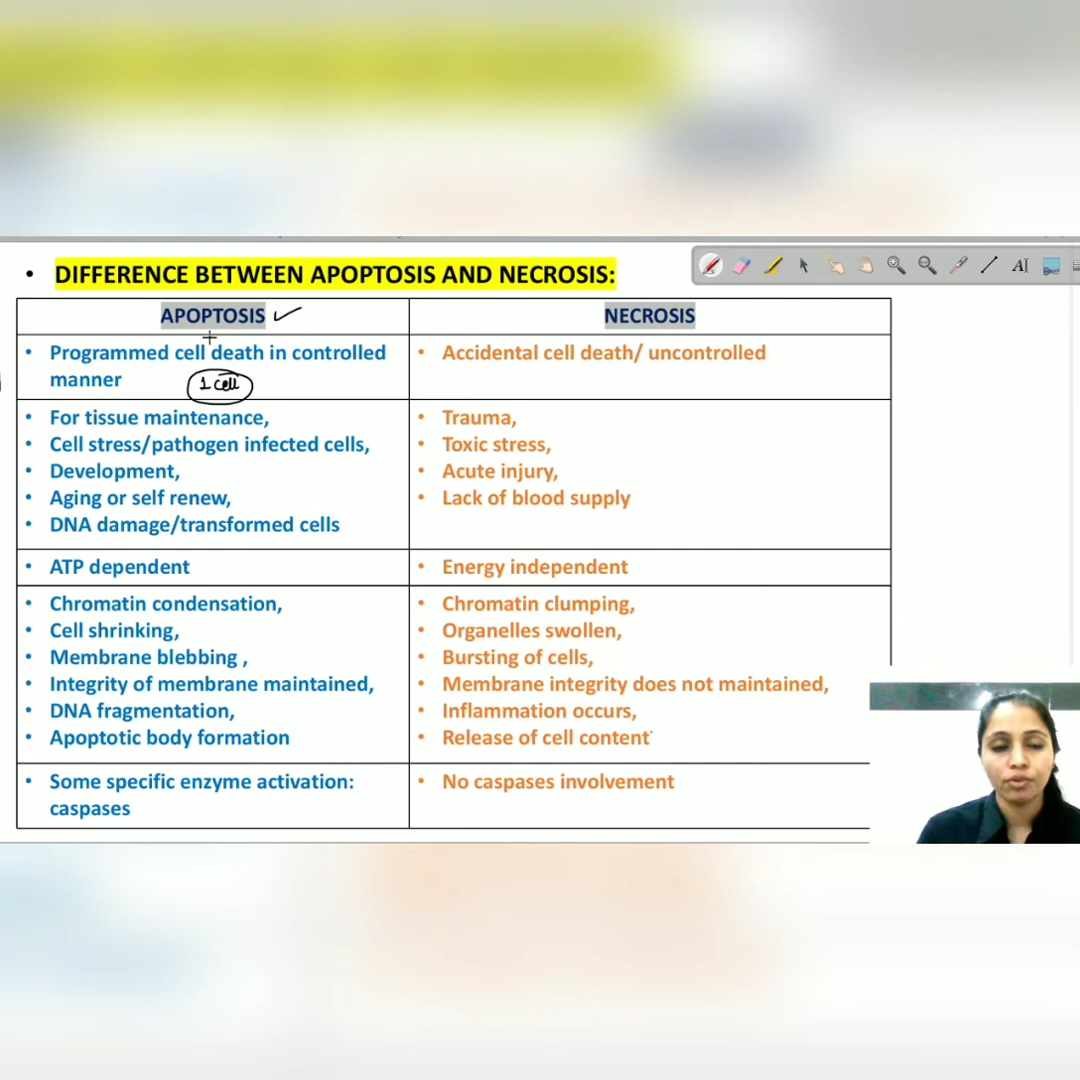 • DIFFERENCE BETWEEN APOPTOSIS AND NECROSIS:
AI
APOPTOSIS ✓
NECROSIS
• Programmed cell death in controlled
manner
1 cell
• Accidental cell death/ uncontrolled
• For tissue maintenance,
• Cell stress/pathogen infected cells,
• Development,
• Aging or self renew,
• DNA damage/transformed cells
• Trauma,
• Toxic stress,
• Acute injury,
• Lack of blood supply
• ATP dependent
• Energy independent
• Chromatin condensation,
• Cell shrinking,
• Membrane blebbing ,
• Integrity of membrane maintained,
• DNA fragmentation,
• Apoptotic body formation
• Chromatin clumping,
• Organelles swollen,
• Bursting of cells,
• Membrane integrity does not maintained,
• Inflammation occurs,
• Release of cell content
• Some specific enzyme activation:
caspases
• No caspases involvement